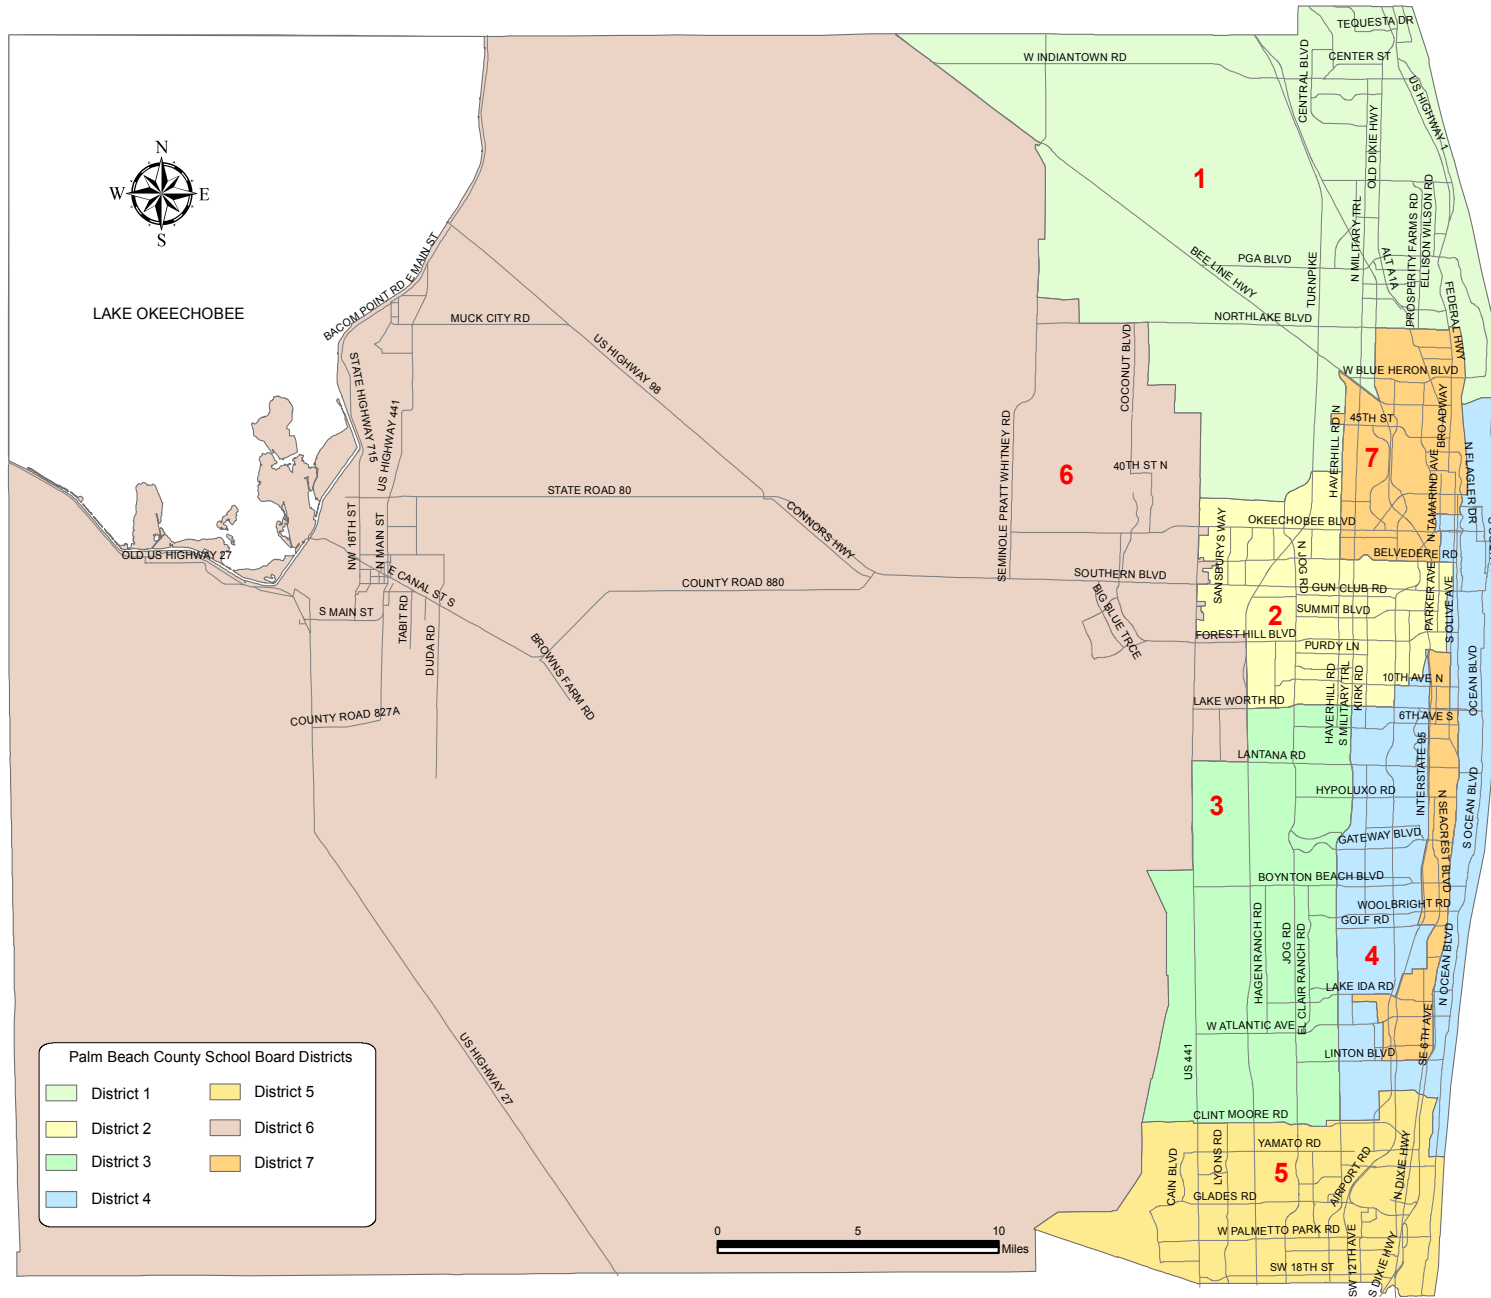 TEQUESTA DR
W INDIANTOWN RD
CENTER ST
CENTRAL BLVD
US HIGHWAY 1
OLD DIXIE HWY
N
W
E
S
1
N MILITARY TRL
PROSPERITY FARMS RD
ELLISON WILSON RD
E MAIN ST
BACOM POINT RD
BEE LINE HWY
PGA BLVD
TURNPIKE
ALT A1A
FEDERAL HWY
LAKE OKEECHOBEE
MUCK CITY RD
NORTHLAKE BLVD
US HIGHWAY 98
COCONUT BLVD
W BLUE HERON BLVD
STATE HIGHWAY 715
US HIGHWAY 441
HAVERHILL RD N
45TH ST
BROADWAY
SEMINOLE PRATT WHITNEY RD
6
40TH ST N
7
N TAMARIND AVE
N FLAGLER DR
STATE ROAD 80
CONNORS HWY
SANSBURYS WAY
OKEECHOBEE BLVD
NW 16TH ST
N MAIN ST
OLD US HIGHWAY 27
N JOG RD
BELVEDERE RD
E CANAL ST S
COUNTY ROAD 880
SOUTHERN BLVD
GUN CLUB RD
PARKER AVE
S OLIVE AVE
S MAIN ST
TABIT RD
DUDA RD
BIG BLUE TRCE
2
SUMMIT BLVD
FOREST HILL BLVD
PURDY LN
BROWNS FARM RD
HAVERHILL RD
S MILITARY TRL
KIRK RD
10TH AVE N
OCEAN BLVD
COUNTY ROAD 827A
LAKE WORTH RD
6TH AVE S
LANTANA RD
INTERSTATE 95
3
HYPOLUXO RD
N SEACREST BLVD
S OCEAN BLVD
GATEWAY BLVD
BOYNTON BEACH BLVD
WOOLBRIGHT RD
GOLF RD
HAGEN RANCH RD
JOG RD
EL CLAIR RANCH RD
4
N OCEAN BLVD
LAKE IDA RD
W ATLANTIC AVE
SE 6TH AVE
US 441
LINTON BLVD
US HIGHWAY 27
CLINT MOORE RD
YAMATO RD
LYONS RD
CAIN BLVD
5
AIRPORT RD
N DIXIE HWY
GLADES RD
W PALMETTO PARK RD
SW 12TH AVE
S DIXIE HWY
SW 18TH ST
Palm Beach County School Board Districts
District 1
District 2
District 3
District 4
District 5
District 6
District 7
0
5
10
Miles